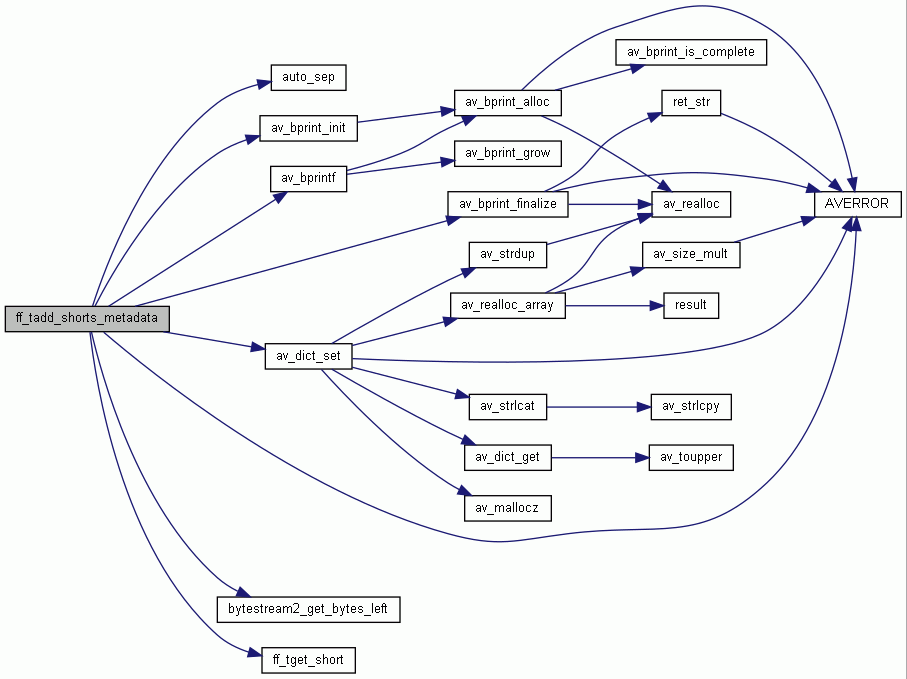 av_bprint_is_complete
auto_sep
av_bprint_alloc
ret_str
av_bprint_init
av_bprint_grow
av_bprintf
av_bprint_finalize
av_realloc
AVERROR
av_strdup
av_size_mult
av_realloc_array
result
ff_tadd_shorts_metadata
av_dict_set
av_strlcat
av_strlcpy
av_dict_get
av_toupper
av_mallocz
bytestream2_get_bytes_left
ff_tget_short